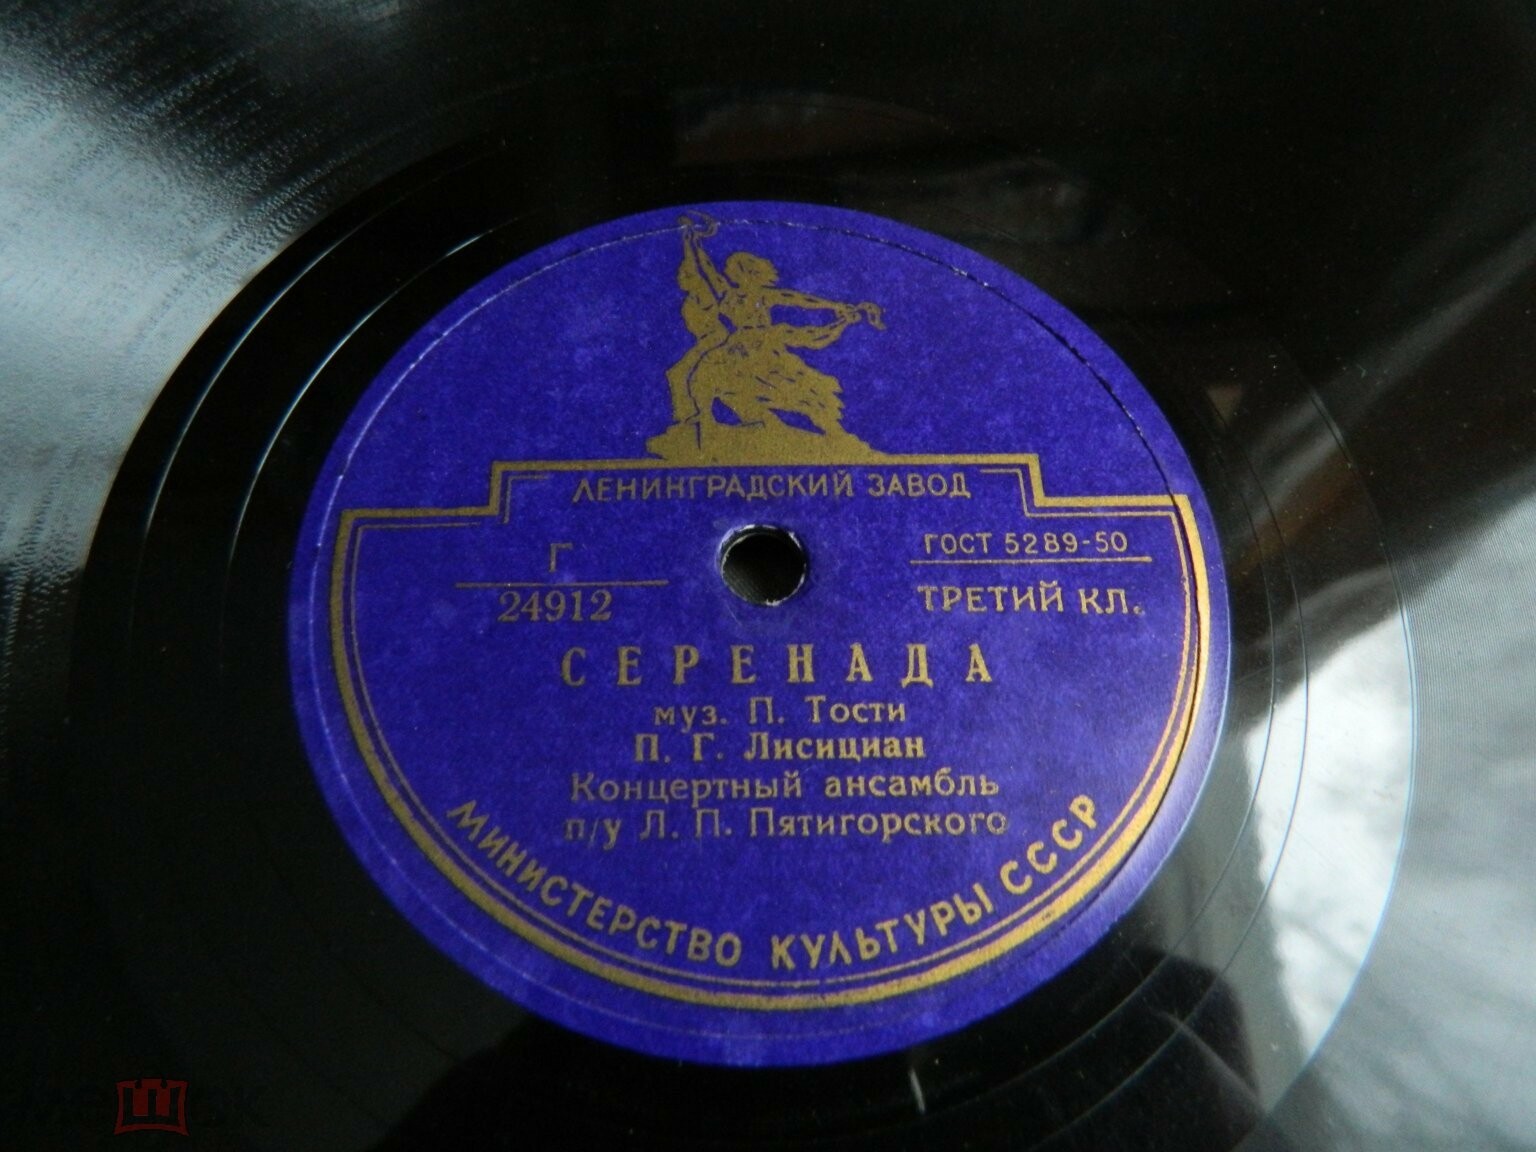 ЛЕНИНГРАДСКИЙ ЗАВОД
Г
24912
ГОСТ 5289-50
ТРЕТИЙ КЛ.
СЕРЕНАДА
муз. П. Тости
П. Г. Лисициан
Концертный ансамбль
п/у Л. П. Пятигорского
МИНИСТЕРСТВО КУЛЬТУРЫ СССР